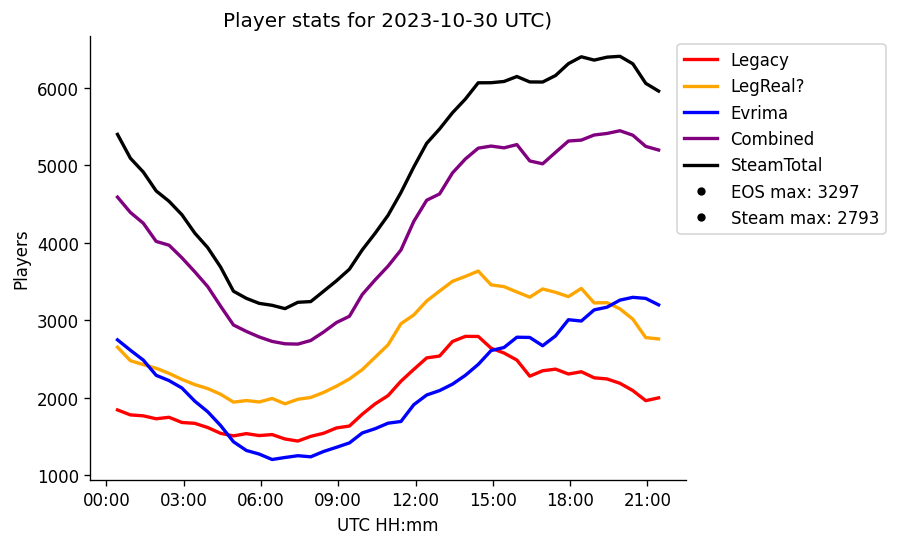 Player stats for 2023-10-30 UTC)
Legacy
LegReal?
Evrima
Combined
SteamTotal
EOS max: 3297
Steam max: 2793
Players
6000
5000
4000
3000
2000
1000
00:00 03:00 06:00 09:00 12:00 15:00 18:00 21:00
UTC HH:mm